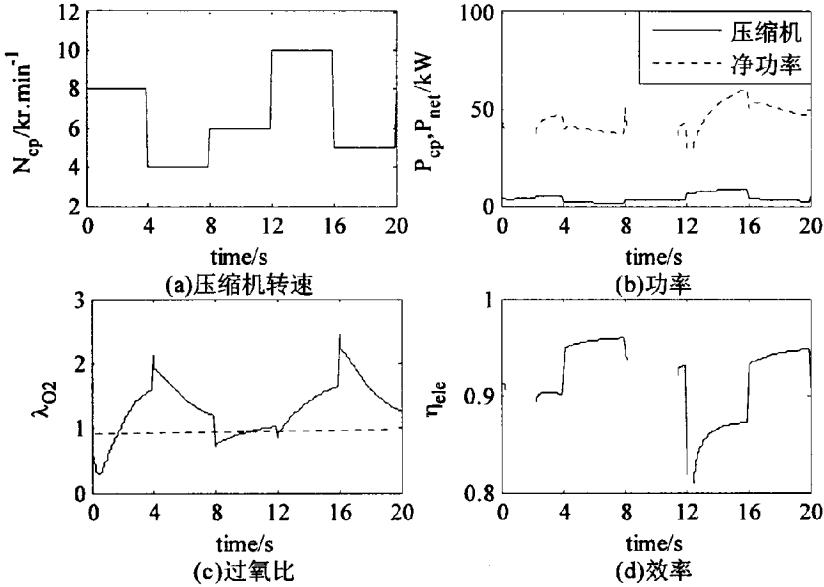 12
10
8
6
4
2
N_cp/kr.min^-1
0 4 8 12 16 20
time/s
(a)压缩机转速
100
50
0
P_cp,P_net/kW
压缩机
净功率
0 4 8 12 16 20
time/s
(b)功率
3
2
1
0
λ_O2
0 4 8 12 16 20
time/s
(c)过氧比
1
0.9
0.8
η_ele
0 4 8 12 16 20
time/s
(d)效率